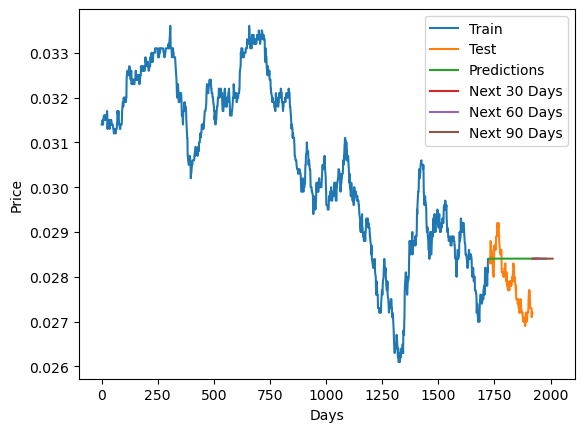 0.033
0.032
0.031
0.030
0.029
0.028
0.027
0.026
Price
0
250
500
750
1000
1250
1500
1750
2000
Days
Train
Test
Predictions
Next 30 Days
Next 60 Days
Next 90 Days